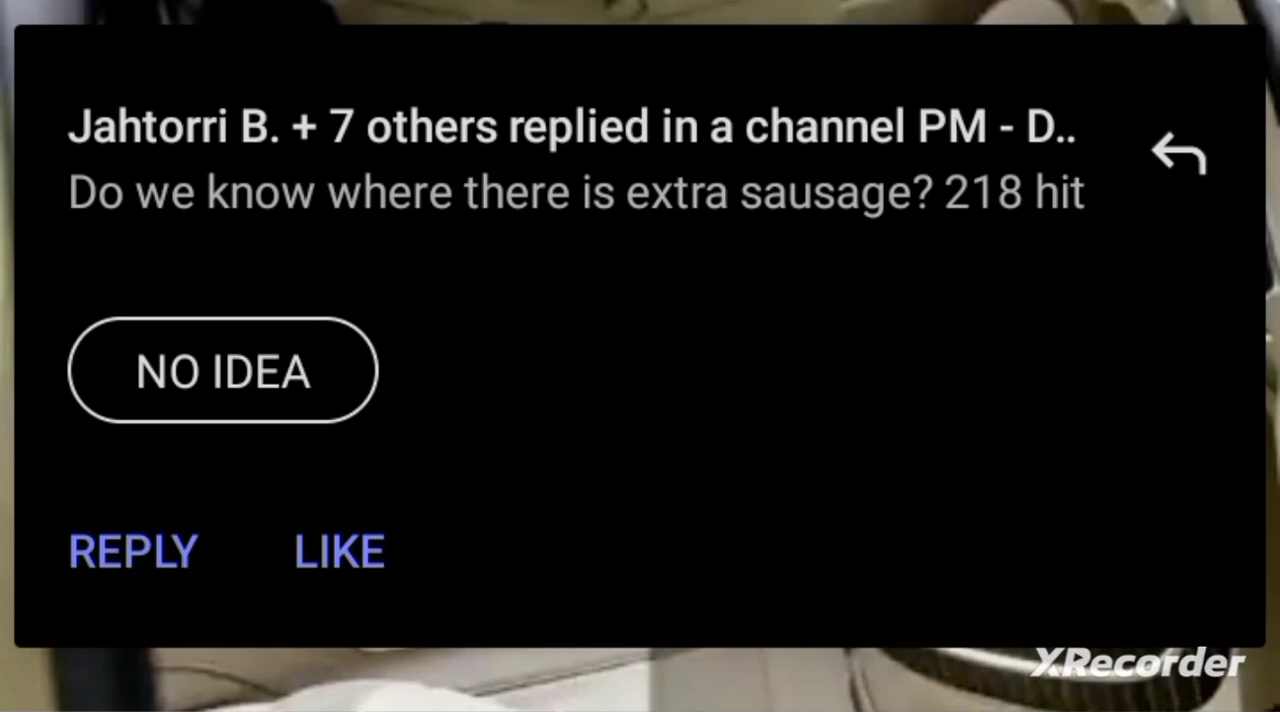 Jahtorri B. + 7 others replied in a channel PM - D..
Do we know where there is extra sausage? 218 hit
NO IDEA
REPLY LIKE
XRecorder